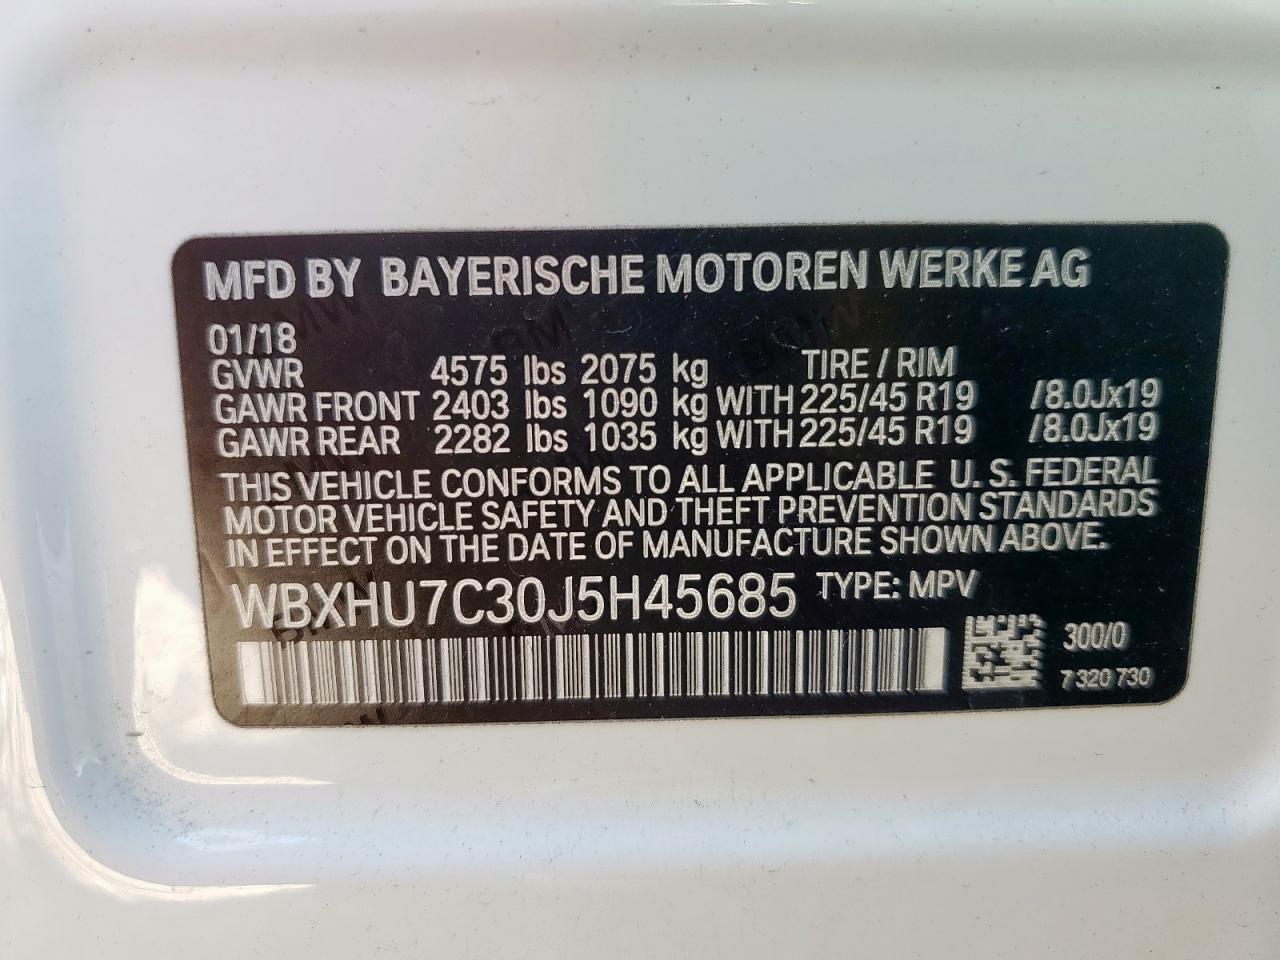 MFD BY BAYERISCHE MOTOREN WERKE AG
01/18
GVWR 4575 lbs 2075 kg TIRE / RIM
GAWR FRONT 2403 lbs 1090 kg WITH 225/45 R19 /8.0Jx19
GAWR REAR 2282 lbs 1035 kg WITH 225/45 R19 /8.0Jx19
THIS VEHICLE CONFORMS TO ALL APPLICABLE U. S. FEDERAL
MOTOR VEHICLE SAFETY AND THEFT PREVENTION STANDARDS
IN EFFECT ON THE DATE OF MANUFACTURE SHOWN ABOVE.
WBXHU7C30J5H45685 TYPE: MPV
300/0
7 320 730